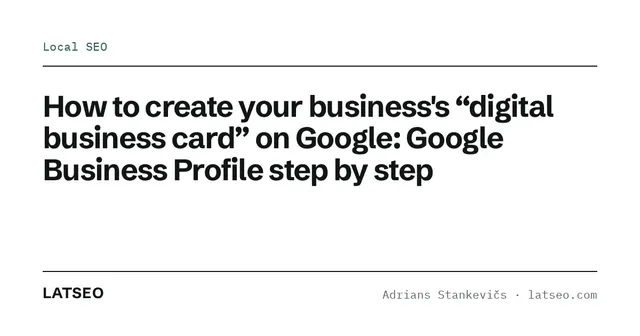 Local SEO
How to create your business's “digital
business card” on Google: Google
Business Profile step by step
LATSEO
Adrians Stankevičs · latseo.com